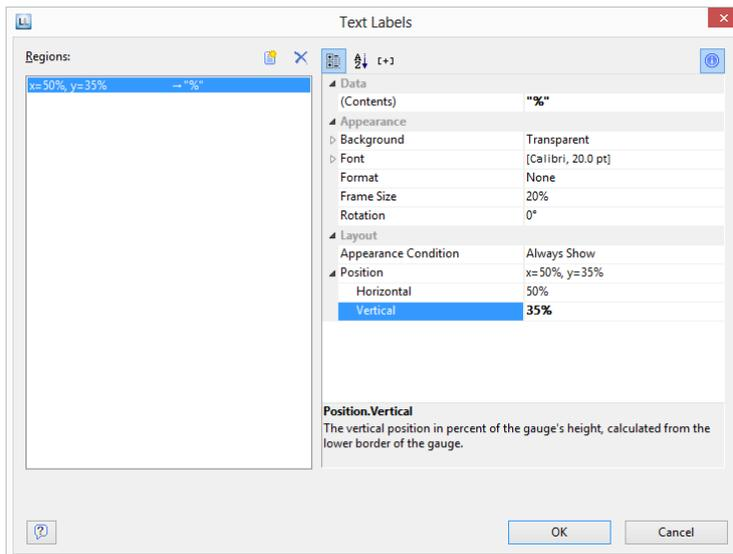 LL
Text Labels
Regions:
x=50%, y=35% → "%"
[+]
Data
(Contents) "%"
Appearance
Background Transparent
Font [Calibri, 20.0 pt]
Format None
Frame Size 20%
Rotation 0°
Layout
Appearance Condition Always Show
Position x=50%, y=35%
Horizontal 50%
Vertical 35%
Position.Vertical
The vertical position in percent of the gauge's height, calculated from the
lower border of the gauge.
OK Cancel